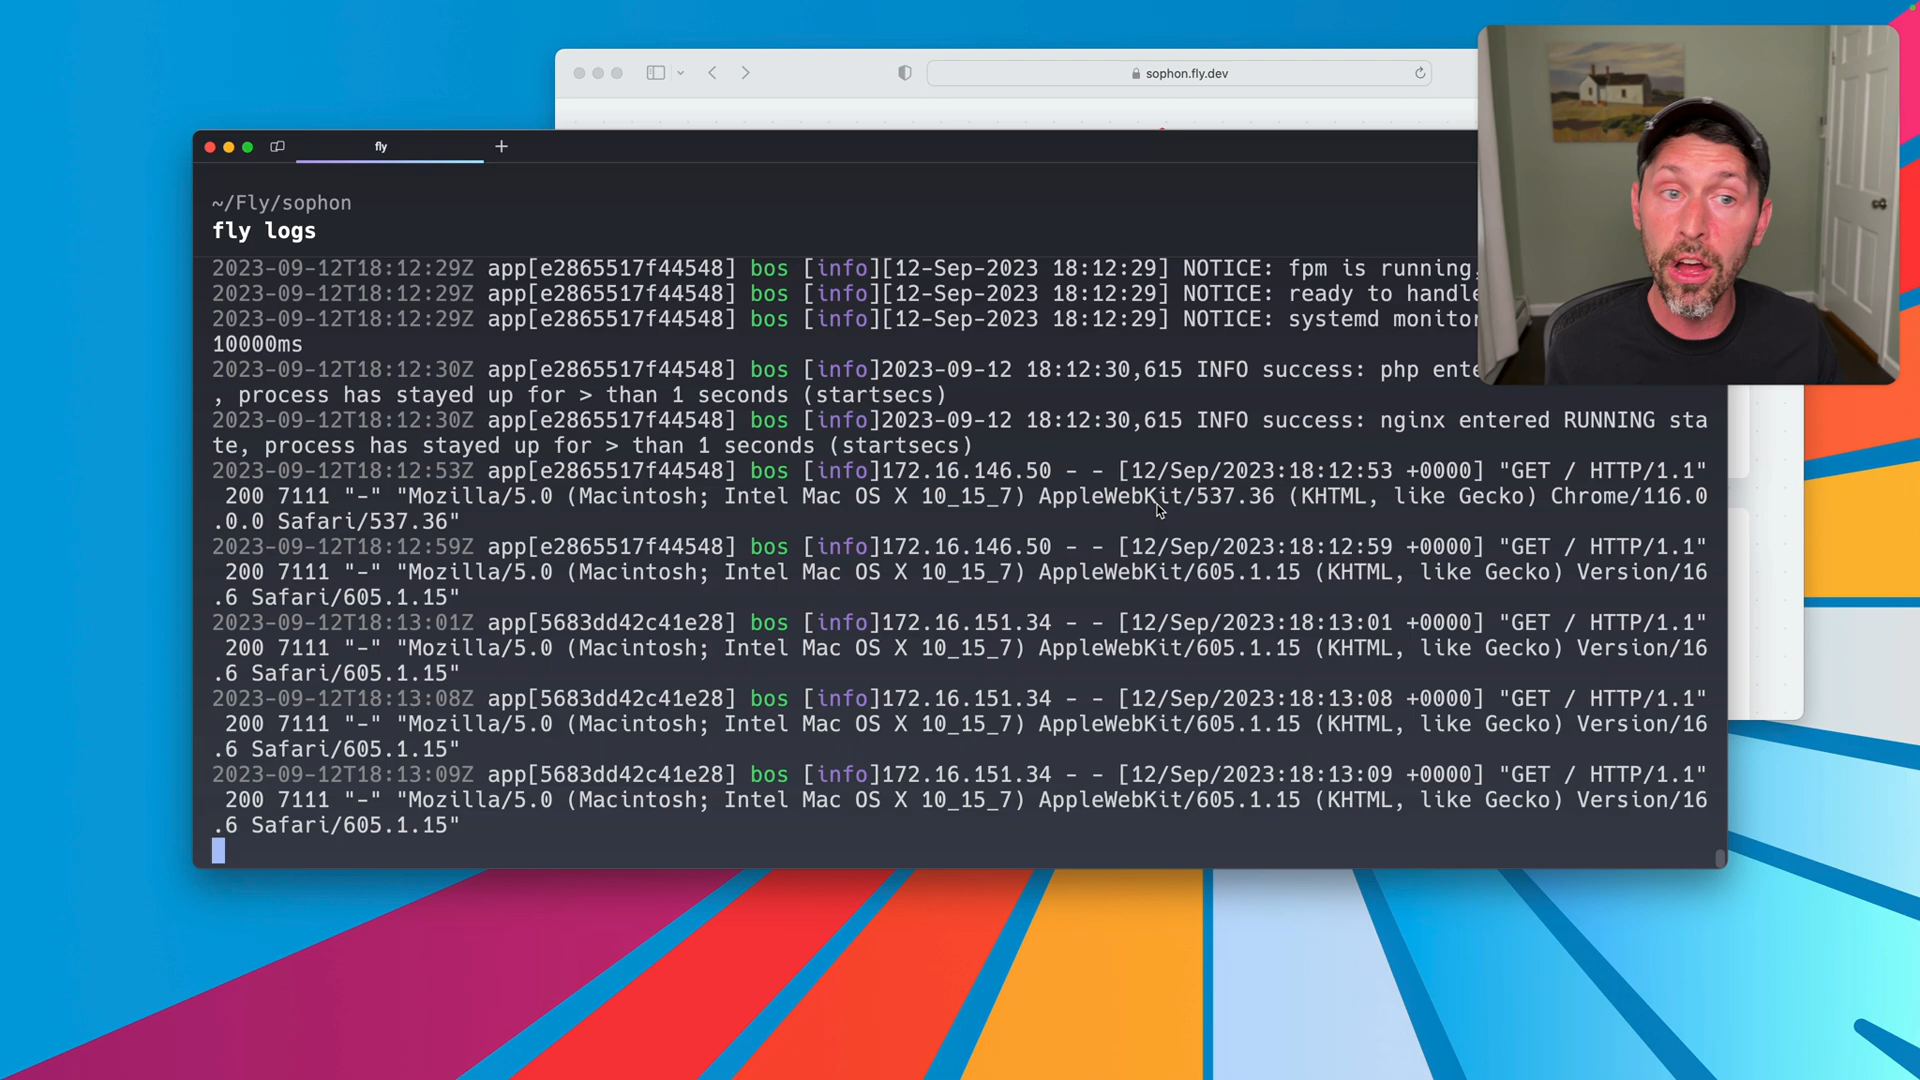 sophon.fly.dev
fly
~/Fly/sophon
fly logs
2023-09-12T18:12:29Z app[e2865517f44548] bos [info][12-Sep-2023 18:12:29] NOTICE: fpm is running,
2023-09-12T18:12:29Z app[e2865517f44548] bos [info][12-Sep-2023 18:12:29] NOTICE: ready to handle
2023-09-12T18:12:29Z app[e2865517f44548] bos [info][12-Sep-2023 18:12:29] NOTICE: systemd monitor
10000ms
2023-09-12T18:12:30Z app[e2865517f44548] bos [info]2023-09-12 18:12:30,615 INFO success: php ente
, process has stayed up for > than 1 seconds (startsecs)
2023-09-12T18:12:30Z app[e2865517f44548] bos [info]2023-09-12 18:12:30,615 INFO success: nginx entered RUNNING sta
te, process has stayed up for > than 1 seconds (startsecs)
2023-09-12T18:12:53Z app[e2865517f44548] bos [info]172.16.146.50 - - [12/Sep/2023:18:12:53 +0000] "GET / HTTP/1.1"
200 7111 "-" "Mozilla/5.0 (Macintosh; Intel Mac OS X 10_15_7) AppleWebKit/537.36 (KHTML, like Gecko) Chrome/116.0
.0.0 Safari/537.36"
2023-09-12T18:12:59Z app[e2865517f44548] bos [info]172.16.146.50 - - [12/Sep/2023:18:12:59 +0000] "GET / HTTP/1.1"
200 7111 "-" "Mozilla/5.0 (Macintosh; Intel Mac OS X 10_15_7) AppleWebKit/605.1.15 (KHTML, like Gecko) Version/16
.6 Safari/605.1.15"
2023-09-12T18:13:01Z app[5683dd42c41e28] bos [info]172.16.151.34 - - [12/Sep/2023:18:13:01 +0000] "GET / HTTP/1.1"
200 7111 "-" "Mozilla/5.0 (Macintosh; Intel Mac OS X 10_15_7) AppleWebKit/605.1.15 (KHTML, like Gecko) Version/16
.6 Safari/605.1.15"
2023-09-12T18:13:08Z app[5683dd42c41e28] bos [info]172.16.151.34 - - [12/Sep/2023:18:13:08 +0000] "GET / HTTP/1.1"
200 7111 "-" "Mozilla/5.0 (Macintosh; Intel Mac OS X 10_15_7) AppleWebKit/605.1.15 (KHTML, like Gecko) Version/16
.6 Safari/605.1.15"
2023-09-12T18:13:09Z app[5683dd42c41e28] bos [info]172.16.151.34 - - [12/Sep/2023:18:13:09 +0000] "GET / HTTP/1.1"
200 7111 "-" "Mozilla/5.0 (Macintosh; Intel Mac OS X 10_15_7) AppleWebKit/605.1.15 (KHTML, like Gecko) Version/16
.6 Safari/605.1.15"